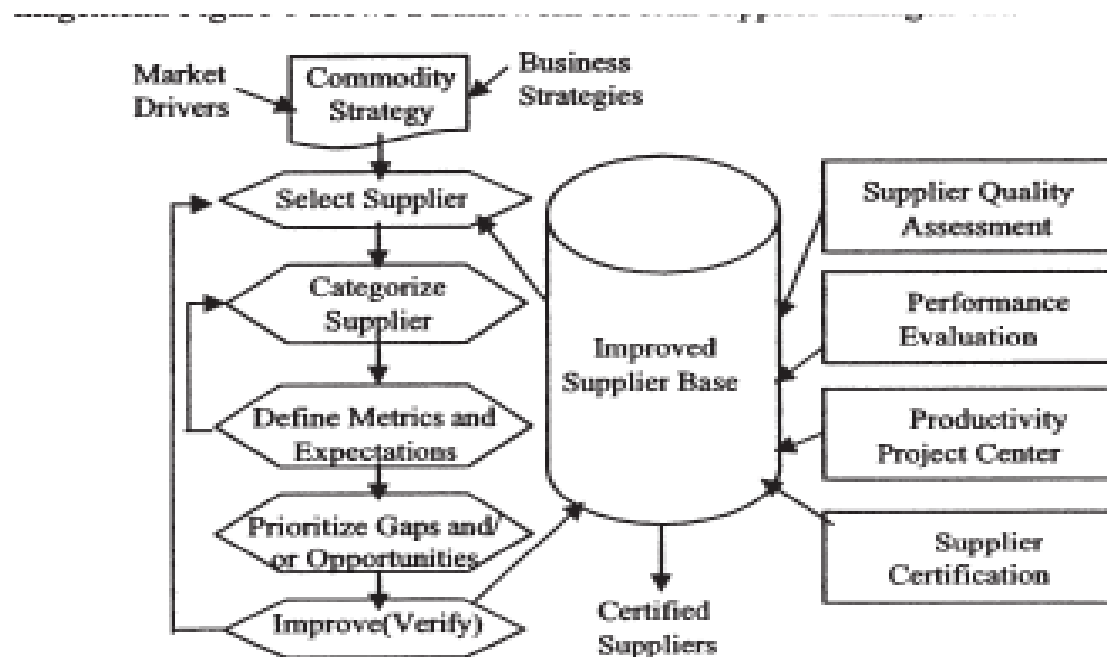 Market
Drivers
Commodity
Strategy
Business
Strategies
Select Supplier
Categorize
Supplier
Define Metrics and
Expectations
Prioritize Gaps and/
or Opportunities
Improve(Verify)
Improved
Supplier Base
Certified
Suppliers
Supplier Quality
Assessment
Performance
Evaluation
Productivity
Project Center
Supplier
Certification